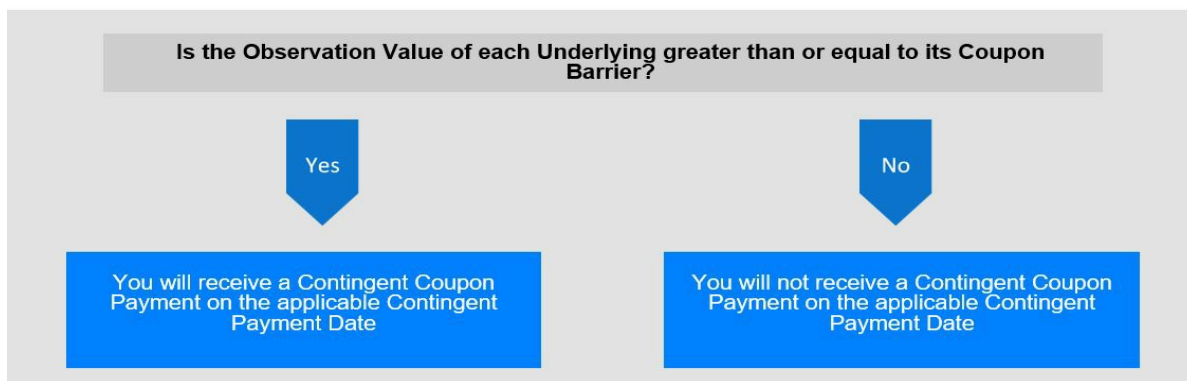 Is the Observation Value of each Underlying greater than or equal to its Coupon
Barrier?
Yes
No
You will receive a Contingent Coupon
Payment on the applicable Contingent
Payment Date
You will not receive a Contingent Coupon
Payment on the applicable Contingent
Payment Date